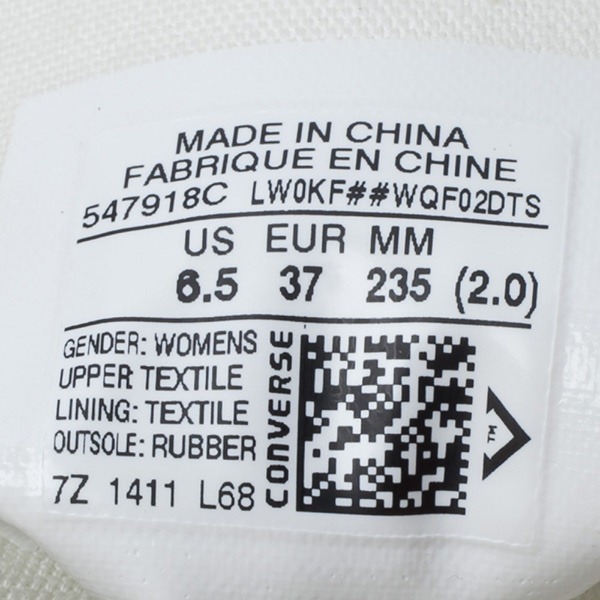 MADE IN CHINA
FABRIQUE EN CHINE
547918C LW0KF##WQF02DTS
US EUR MM
6.5 37 235 (2.0)
GENDER: WOMENS
UPPER: TEXTILE
LINING: TEXTILE
OUTSOLE: RUBBER
7Z 1411 L68
CONVERSE
TM